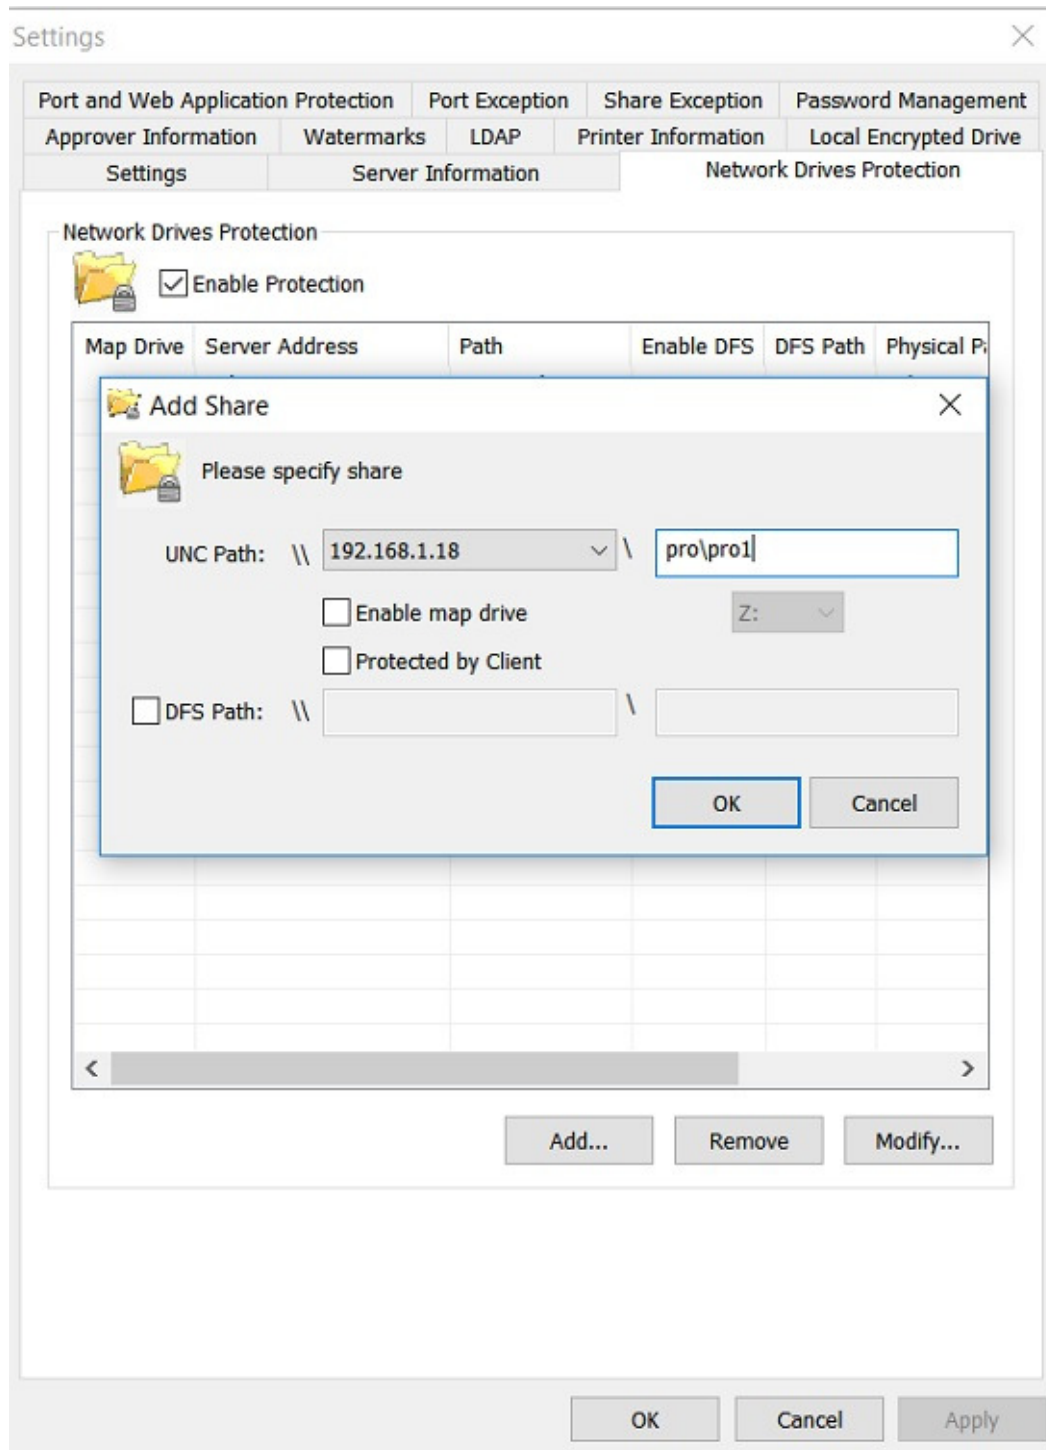 Settings
Port and Web Application Protection Port Exception Share Exception Password Management
Approver Information Watermarks LDAP Printer Information Local Encrypted Drive
Settings Server Information Network Drives Protection
Network Drives Protection
Enable Protection
Map Drive Server Address Path Enable DFS DFS Path Physical
Add Share
Please specify share
UNC Path: \\ 192.168.1.18 \ pro\pro1
Enable map drive Z:
Protected by Client
DFS Path: \\ \
OK Cancel
Add... Remove Modify...
OK Cancel Apply